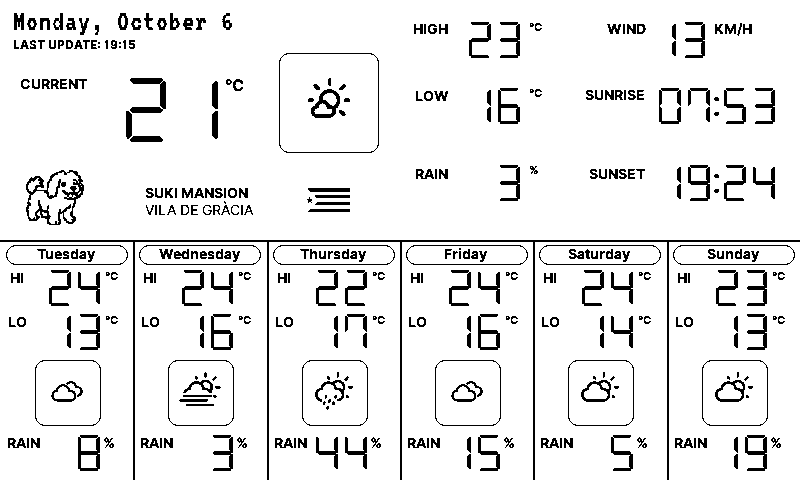 Monday, October 6
LAST UPDATE: 19:15
CURRENT 21°C
SUKI MANSION
VILA DE GRÀCIA
HIGH 23°C
LOW 16°C
RAIN 3%
WIND 13 KM/H
SUNRISE 07:53
SUNSET 19:24
Tuesday
HI 24°C
LO 13°C
RAIN 8%
Wednesday
HI 24°C
LO 16°C
RAIN 3%
Thursday
HI 22°C
LO 17°C
RAIN 44%
Friday
HI 24°C
LO 16°C
RAIN 15%
Saturday
HI 24°C
LO 14°C
RAIN 5%
Sunday
HI 23°C
LO 13°C
RAIN 19%